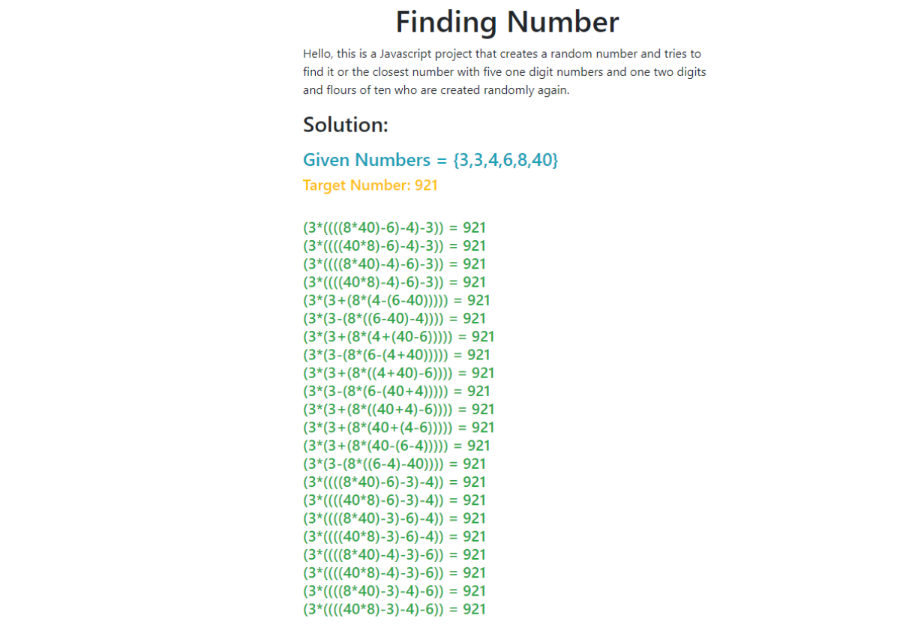 Finding Number
Hello, this is a Javascript project that creates a random number and tries to
find it or the closest number with five one digit numbers and one two digits
and flours of ten who are created randomly again.
Solution:
Given Numbers = {3,3,4,6,8,40}
Target Number: 921
(3*((((8*40)-6)-4)-3)) = 921
(3*((((40*8)-6)-4)-3)) = 921
(3*((((8*40)-4)-6)-3)) = 921
(3*((((40*8)-4)-6)-3)) = 921
(3*(3+(8*(4-(6-40))))) = 921
(3*(3-(8*((6-40)-4)))) = 921
(3*(3+(8*(4+(40-6))))) = 921
(3*(3-(8*(6-(4+40))))) = 921
(3*(3+(8*((4+40)-6)))) = 921
(3*(3-(8*(6-(40+4))))) = 921
(3*(3+(8*((40+4)-6)))) = 921
(3*(3+(8*(40+(4-6))))) = 921
(3*(3+(8*(40-(6-4))))) = 921
(3*(3-(8*((6-4)-40)))) = 921
(3*((((8*40)-6)-3)-4)) = 921
(3*((((40*8)-6)-3)-4)) = 921
(3*((((8*40)-3)-6)-4)) = 921
(3*((((40*8)-3)-6)-4)) = 921
(3*((((8*40)-4)-3)-6)) = 921
(3*((((40*8)-4)-3)-6)) = 921
(3*((((8*40)-3)-4)-6)) = 921
(3*((((40*8)-3)-4)-6)) = 921